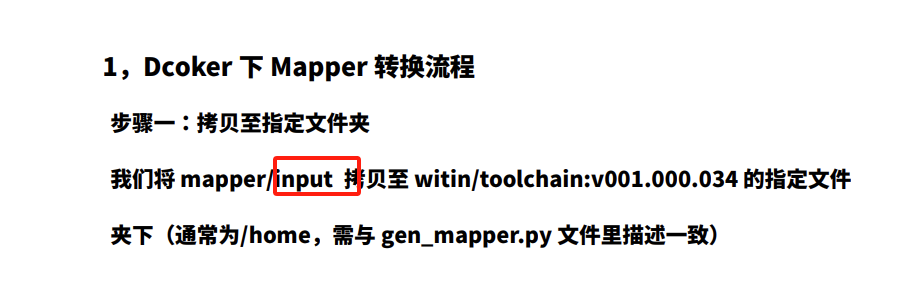 1，Dcoker 下 Mapper 转换流程
步骤一：拷贝至指定文件夹
我们将 mapper/input 拷贝至 witin/toolchain:v001.000.034 的指定文件
夹下（通常为/home，需与 gen_mapper.py 文件里描述一致）